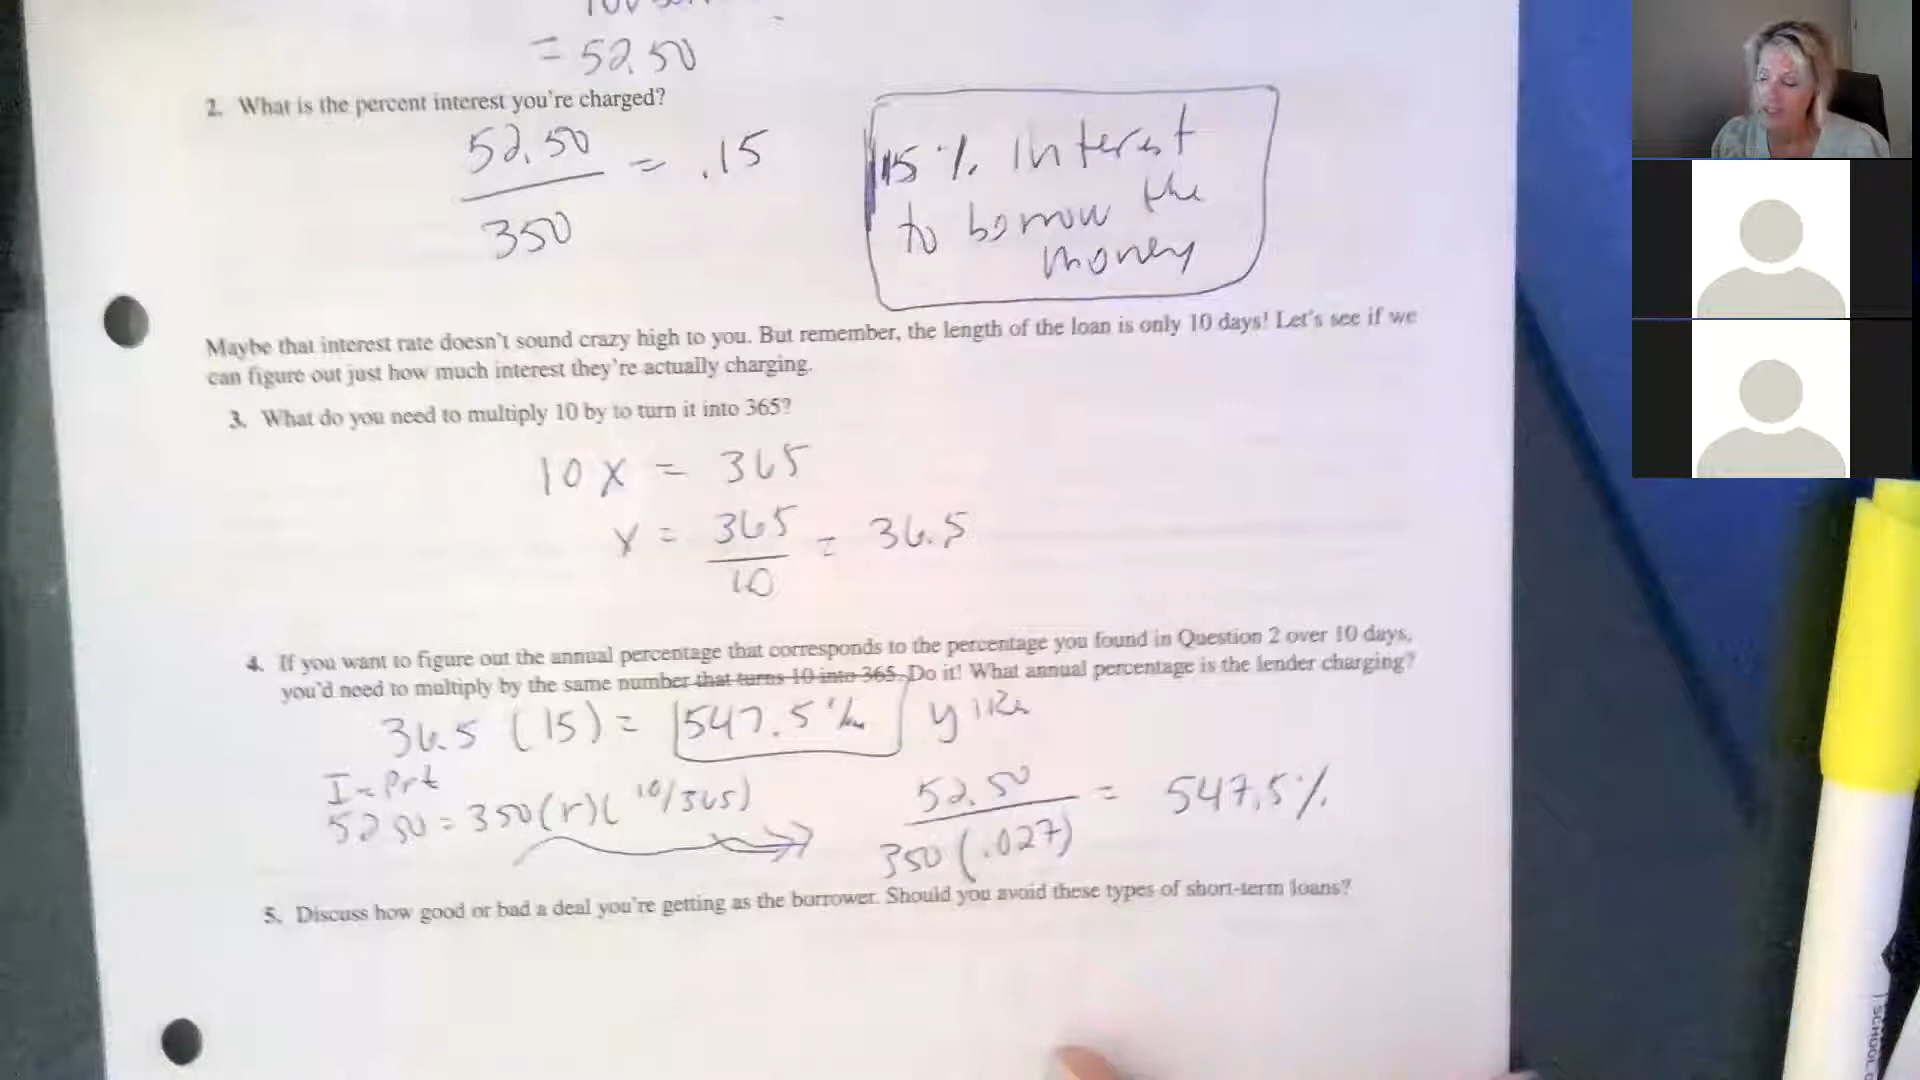 = 52.50
2. What is the percent interest you're charged?
52.50
= .15
350
15% Interest
to borrow the
money
Maybe that interest rate doesn't sound crazy high to you. But remember, the length of the loan is only 10 days! Let's see if we
can figure out just how much interest they're actually charging.
3. What do you need to multiply 10 by to turn it into 365?
10 x = 365
x = 365 = 36.5
10
4. If you want to figure out the annual percentage that corresponds to the percentage you found in Question 2 over 10 days,
you'd need to multiply by the same number that turns 10 into 365. Do it! What annual percentage is the lender charging?
36.5 (15) = 547.5% yikes
I = Prt
52.50 = 350(r)(10/365)
52.50
= 547.5%
350 (.027)
5. Discuss how good or bad a deal you're getting as the borrower. Should you avoid these types of short-term loans?